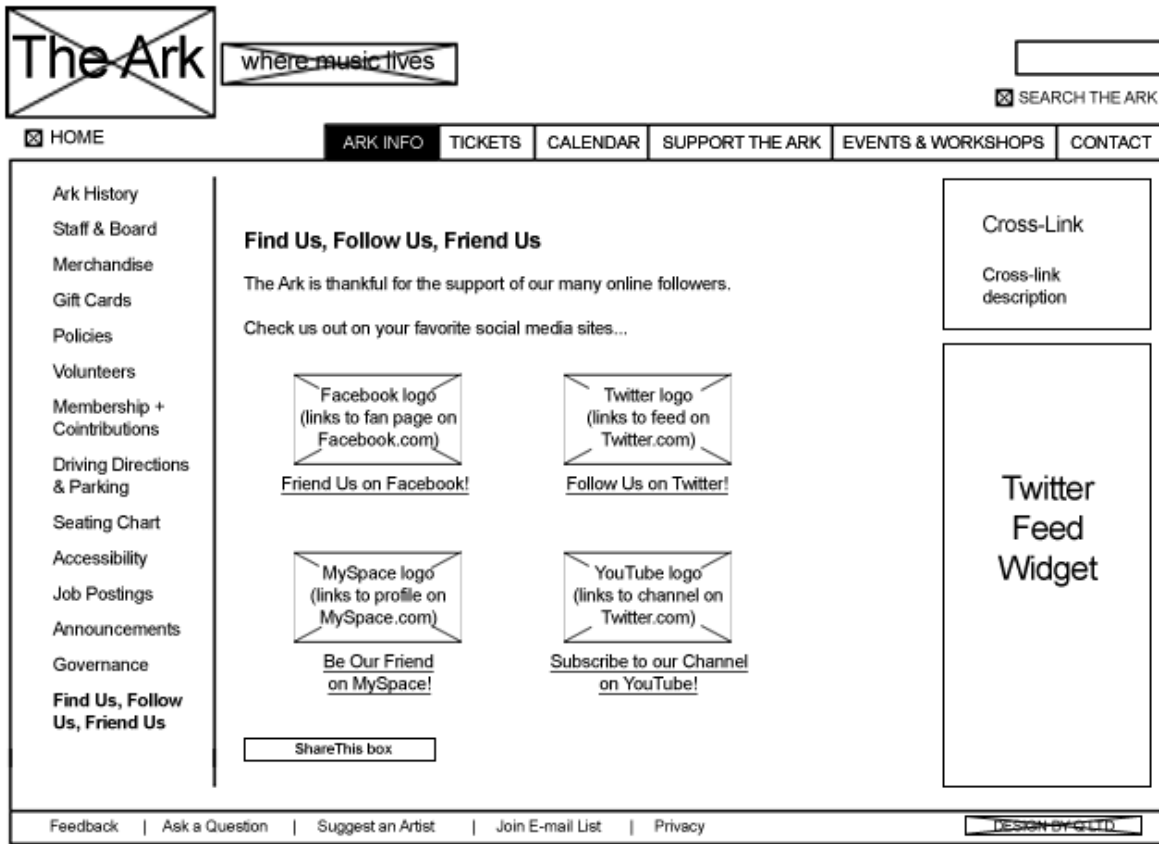 The Ark
where music lives
SEARCH THE ARK
HOME
ARK INFO
TICKETS
CALENDAR
SUPPORT THE ARK
EVENTS & WORKSHOPS
CONTACT
Ark History
Staff & Board
Merchandise
Gift Cards
Policies
Volunteers
Membership +
Cointributions
Driving Directions
& Parking
Seating Chart
Accessibility
Job Postings
Announcements
Governance
Find Us, Follow
Us, Friend Us
Find Us, Follow Us, Friend Us
The Ark is thankful for the support of our many online followers.
Check us out on your favorite social media sites...
Facebook logo
(links to fan page on
Facebook.com)
Friend Us on Facebook!
Twitter logo
(links to feed on
Twitter.com)
Follow Us on Twitter!
MySpace logo
(links to profile on
MySpace.com)
Be Our Friend
on MySpace!
YouTube logo
(links to channel on
Twitter.com)
Subscribe to our Channel
on YouTube!
ShareThis box
Cross-Link
Cross-link
description
Twitter
Feed
Widget
Feedback | Ask a Question | Suggest an Artist | Join E-mail List | Privacy
DESIGN BY Q LTD